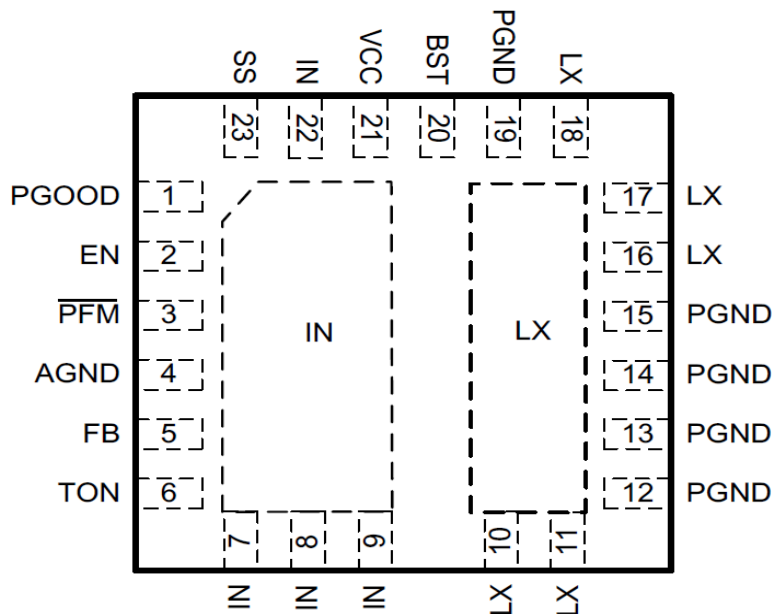 SS IN VCC BST PGND LX
23 22 21 20 19 18
PGOOD 1 17 LX
EN 2 16 LX
PFM 3 15 PGND
IN LX
AGND 4 14 PGND
FB 5 13 PGND
TON 6 12 PGND
7 8 9 10 11
IN IN IN LX LX